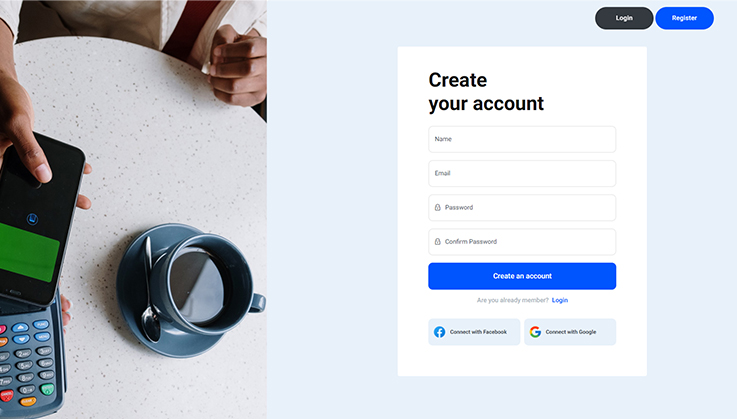 Login
Register
Create
your account
Name
Email
Password
Confirm Password
Create an account
Are you already member? Login
Connect with Facebook
Connect with Google